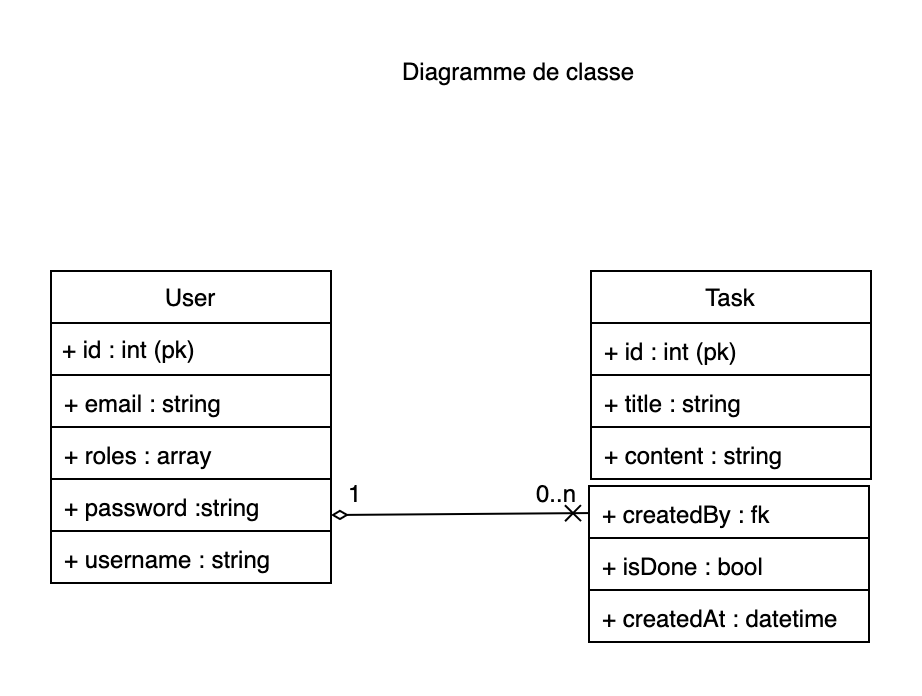 Diagramme de classe
User
+ id : int (pk)
+ email : string
+ roles : array
+ password :string
+ username : string
1
0..n
Task
+ id : int (pk)
+ title : string
+ content : string
+ createdBy : fk
+ isDone : bool
+ createdAt : datetime